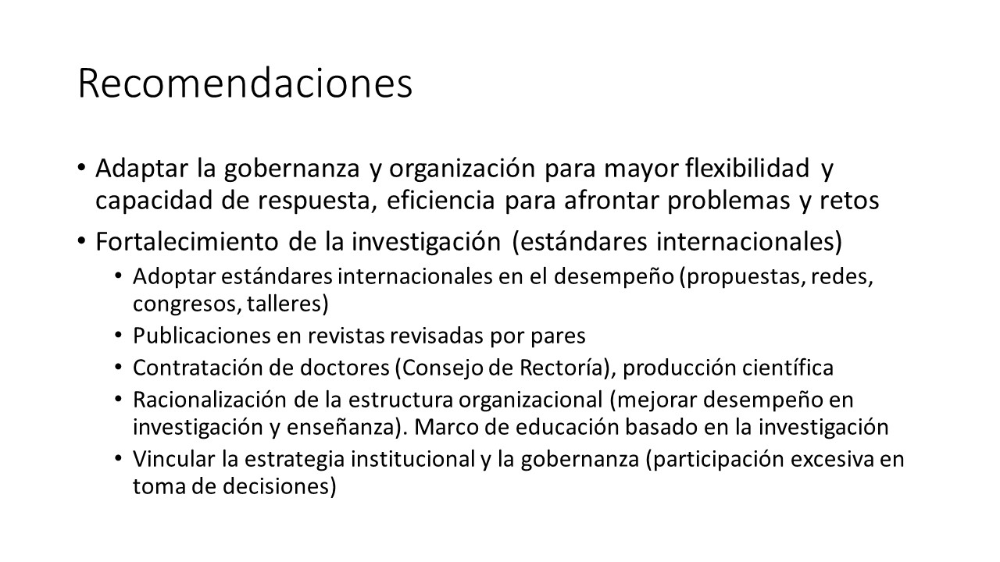 Recomendaciones
• Adaptar la gobernanza y organización para mayor flexibilidad y
capacidad de respuesta, eficiencia para afrontar problemas y retos
• Fortalecimiento de la investigación (estándares internacionales)
• Adoptar estándares internacionales en el desempeño (propuestas, redes,
congresos, talleres)
• Publicaciones en revistas revisadas por pares
• Contratación de doctores (Consejo de Rectoría), producción científica
• Racionalización de la estructura organizacional (mejorar desempeño en
investigación y enseñanza). Marco de educación basado en la investigación
• Vincular la estrategia institucional y la gobernanza (participación excesiva en
toma de decisiones)